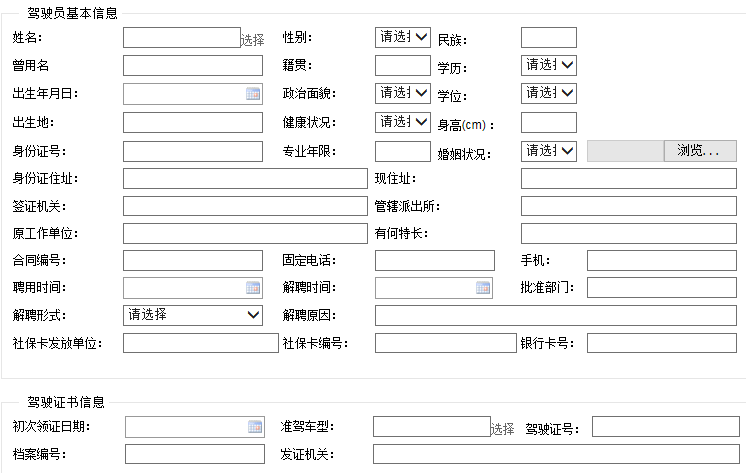 驾驶员基本信息
姓名： 选择 性别： 请选择 民族：
曾用名 籍贯： 学历： 请选择
出生年月日： 政治面貌： 请选择 学位： 请选择
出生地： 健康状况： 请选择 身高(cm)：
身份证号： 专业年限： 婚姻状况： 请选择 浏览...
身份证住址： 现住址：
签证机关： 管辖派出所：
原工作单位： 有何特长：
合同编号： 固定电话： 手机：
聘用时间： 解聘时间： 批准部门：
解聘形式： 请选择 解聘原因：
社保卡发放单位： 社保卡编号： 银行卡号：
驾驶证书信息
初次领证日期： 准驾车型： 选择 驾驶证号：
档案编号： 发证机关：